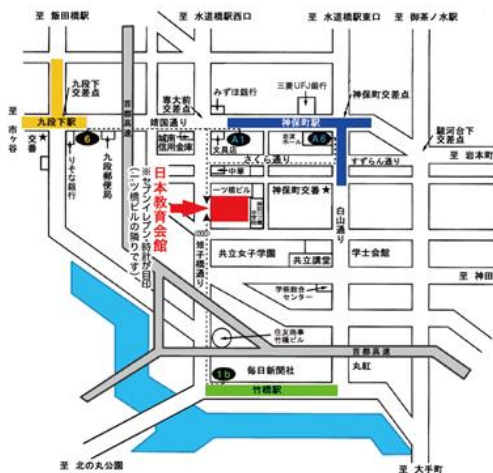 至 飯田橋駅
至 水道橋駅西口
至 水道橋駅東口
至 御茶ノ水駅
九段下
交差点
専大前
交差点
みずほ銀行
三菱UFJ銀行
神保町交差点
首都高速
九段下駅
靖国通り
神保町駅
至 市ヶ谷
交番
6
城南
信用金庫
A1
文具店
岩波
ホール
A6
駿河台下
交差点
さくら通り
すずらん通り
至 岩本町
りそな銀行
九段郵便局
中華
日本教育会館
※セブンイレブン・時計が目印
(一ツ橋ビルの隣りです)
一ツ橋ビル
神保町交番
白山通り
雉子橋通り
共立女子学園
共立講堂
学士会館
至 神田
学術総合
センター
住友商事
竹橋ビル
首都高速
毎日新聞社
丸紅
1b
竹橋駅
至 北の丸公園
至 大手町